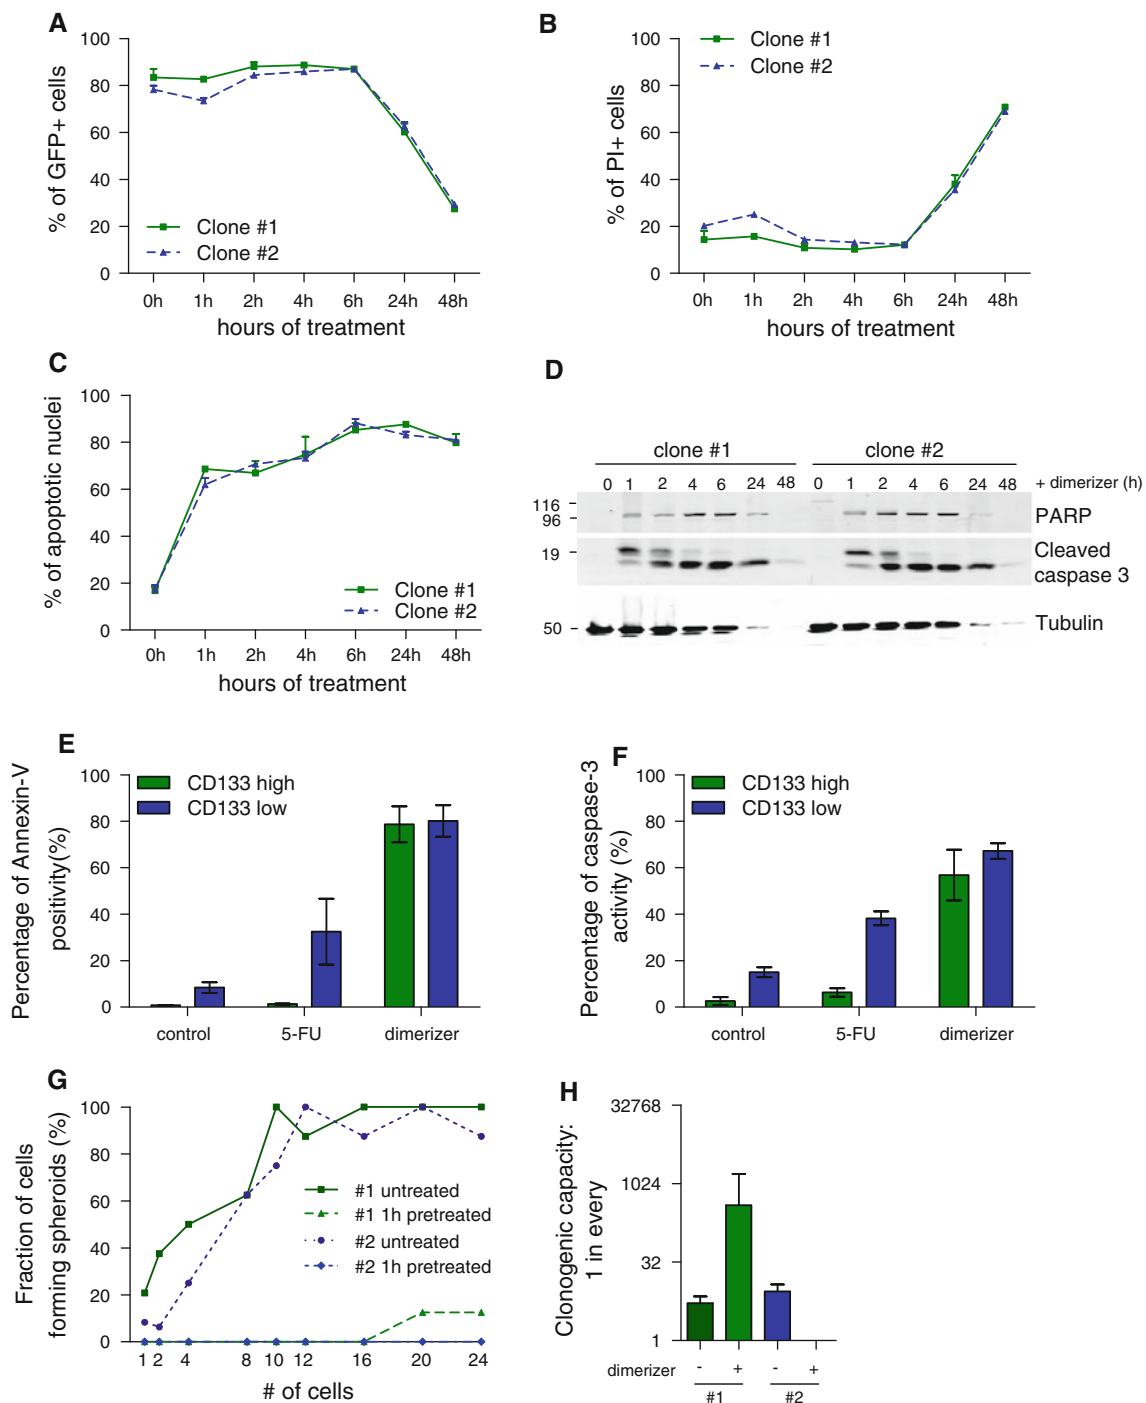 A
100
80
60
40
20
0
% of GFP+ cells
Clone #1
Clone #2
0h 1h 2h 4h 6h 24h 48h
hours of treatment
B
100
80
60
40
20
0
% of PI+ cells
Clone #1
Clone #2
0h 1h 2h 4h 6h 24h 48h
hours of treatment
C
100
80
60
40
20
0
% of apoptotic nuclei
Clone #1
Clone #2
0h 1h 2h 4h 6h 24h 48h
hours of treatment
D
clone #1 clone #2
0 1 2 4 6 24 48 0 1 2 4 6 24 48 + dimerizer (h)
116
96
PARP
19
Cleaved
caspase 3
50
Tubulin
E
100
80
60
40
20
0
Percentage of Annexin-V
positivity(%)
CD133 high
CD133 low
control 5-FU dimerizer
F
100
80
60
40
20
0
Percentage of caspase-3
activity (%)
CD133 high
CD133 low
control 5-FU dimerizer
G
100
80
60
40
20
0
Fraction of cells
forming spheroids (%)
#1 untreated
#1 1h pretreated
#2 untreated
#2 1h pretreated
1 2 4 8 10 12 16 20 24
# of cells
H
32768
1024
32
1
Clonogenic capacity:
1 in every
dimerizer - + - +
#1 #2